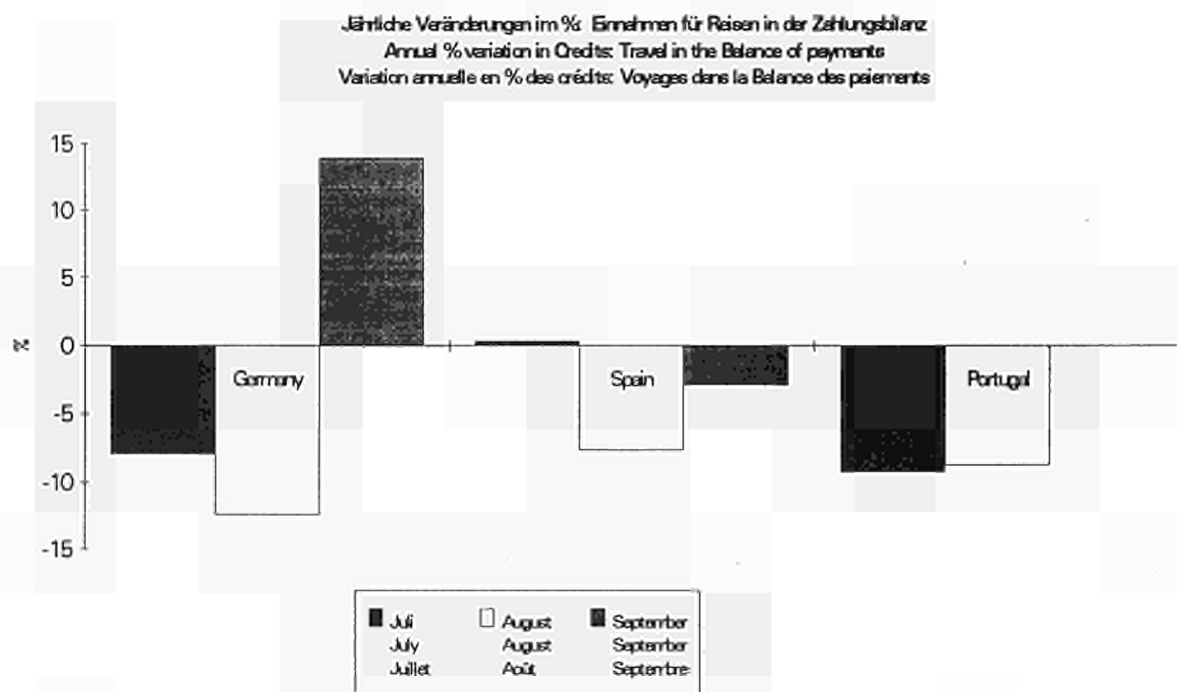 Jährliche Veränderungen im %: Einnahmen für Reisen in der Zahlungsbilanz
Annual % variation in Credits: Travel in the Balance of payments
Variation annuelle en % des crédits: Voyages dans la Balance des paiements
15
10
5
0
-5
-10
-15
%
Germany
Spain
Portugal
Juli August September
July August September
Juillet Août Septembre